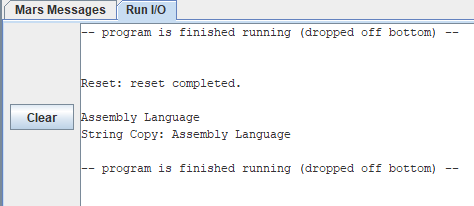 Mars Messages Run I/O
-- program is finished running (dropped off bottom) --
Reset: reset completed.
Clear
Assembly Language
String Copy: Assembly Language
-- program is finished running (dropped off bottom) --